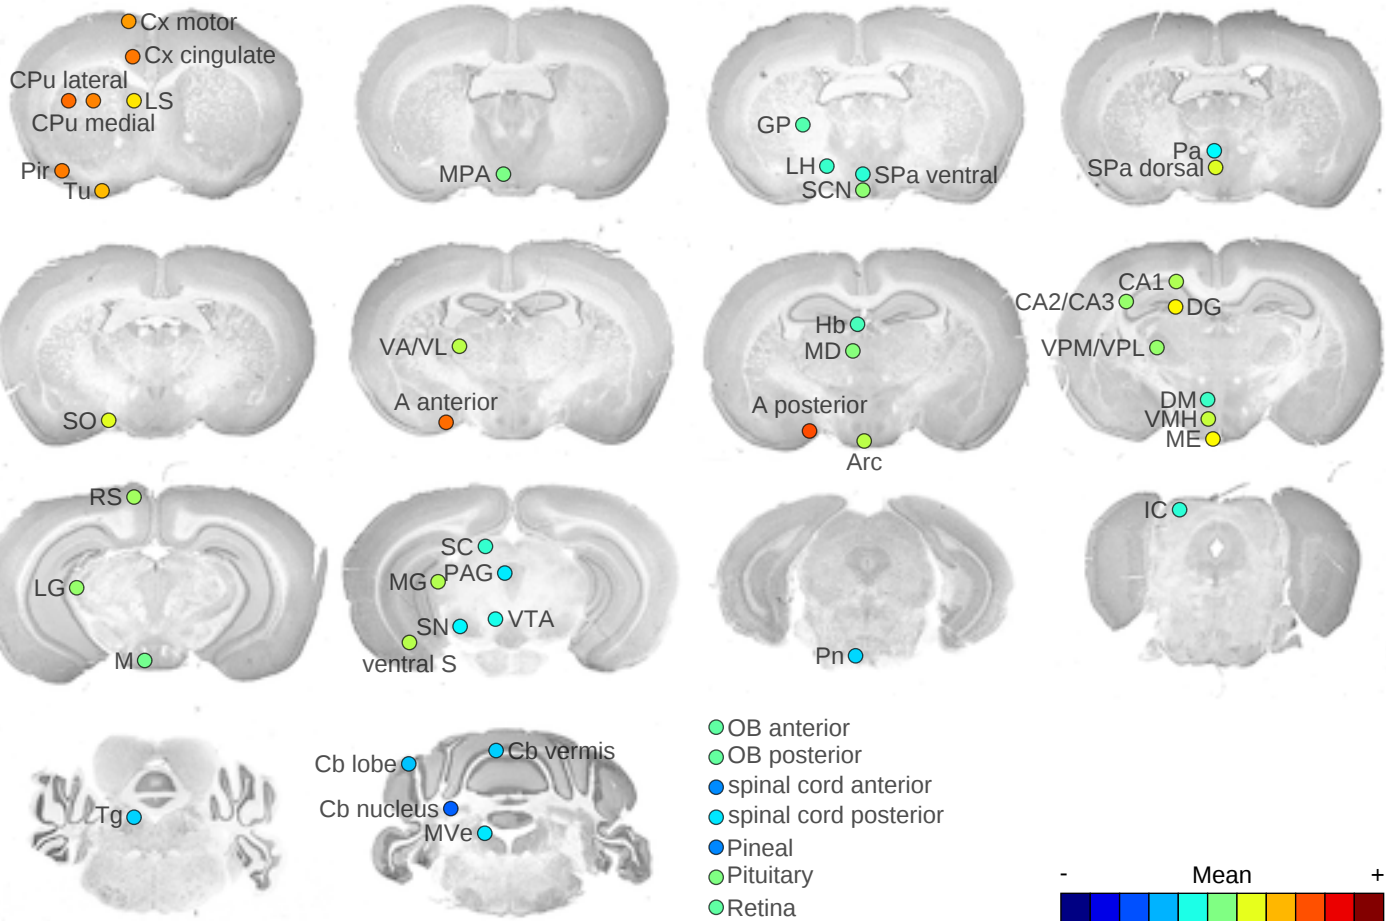 Cx motor
Cx cingulate
CPu lateral
LS
CPu medial
Pir
Tu
MPA
GP
LH
SPa ventral
SCN
Pa
SPa dorsal
SO
VA/VL
A anterior
Hb
MD
A posterior
Arc
CA1
CA2/CA3
DG
VPM/VPL
DM
VMH
ME
RS
LG
M
SC
PAG
MG
VTA
SN
ventral S
Pn
IC
Tg
Cb vermis
Cb lobe
Cb nucleus
MVe
OB anterior
OB posterior
spinal cord anterior
spinal cord posterior
Pineal
Pituitary
Retina
- Mean +